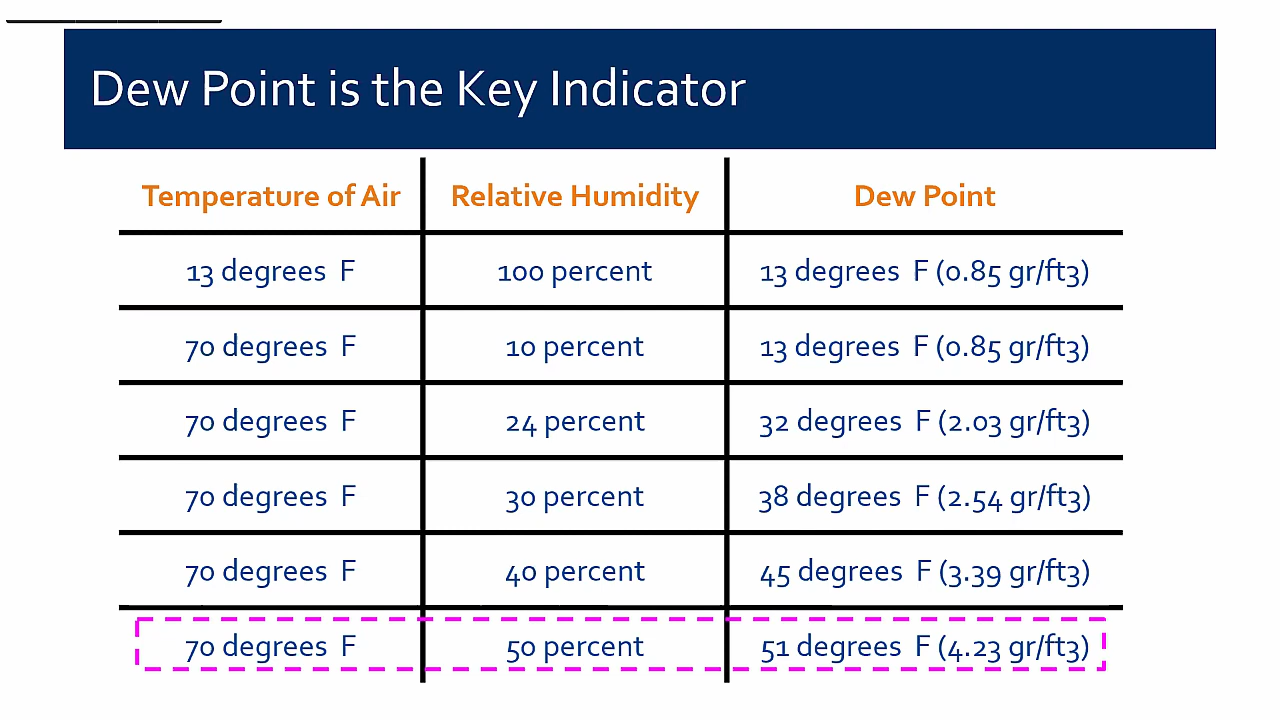 Dew Point is the Key Indicator
Temperature of Air Relative Humidity Dew Point
13 degrees F 100 percent 13 degrees F (0.85 gr/ft3)
70 degrees F 10 percent 13 degrees F (0.85 gr/ft3)
70 degrees F 24 percent 32 degrees F (2.03 gr/ft3)
70 degrees F 30 percent 38 degrees F (2.54 gr/ft3)
70 degrees F 40 percent 45 degrees F (3.39 gr/ft3)
70 degrees F 50 percent 51 degrees F (4.23 gr/ft3)